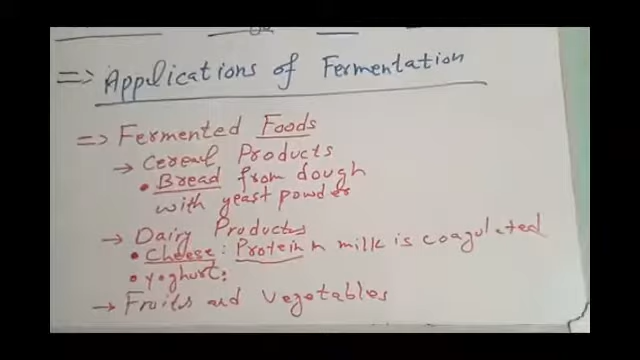 => Applications of Fermentation
=> Fermented Foods
→ Cereal Products
• Bread from dough
with yeast powder
→ Dairy Products
• Cheese: Protein n milk is coagulated
• Yoghurt:
→ Fruits and Vegetables